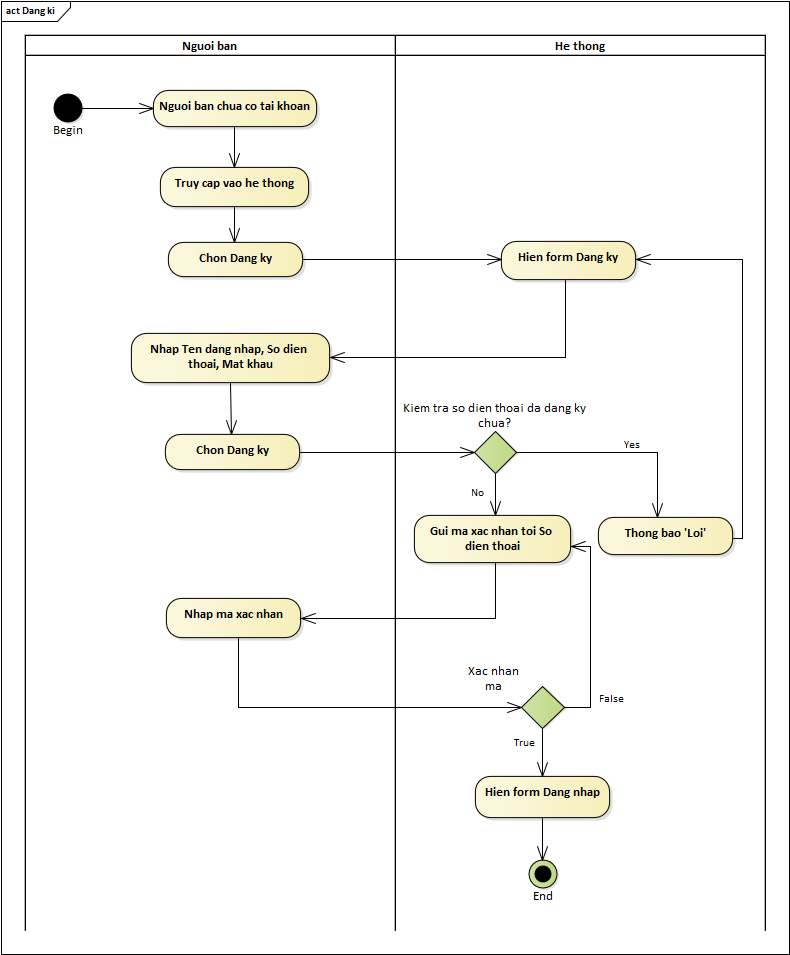 act Dang ki
Nguoi ban
He thong
Nguoi ban chua co tai khoan
Begin
Truy cap vao he thong
Chon Dang ky
Hien form Dang ky
Nhap Ten dang nhap, So dien
thoai, Mat khau
Kiem tra so dien thoai da dang ky
chua?
Chon Dang ky
Yes
No
Gui ma xac nhan toi So
dien thoai
Thong bao 'Loi'
Nhap ma xac nhan
Xac nhan
ma
False
True
Hien form Dang nhap
End